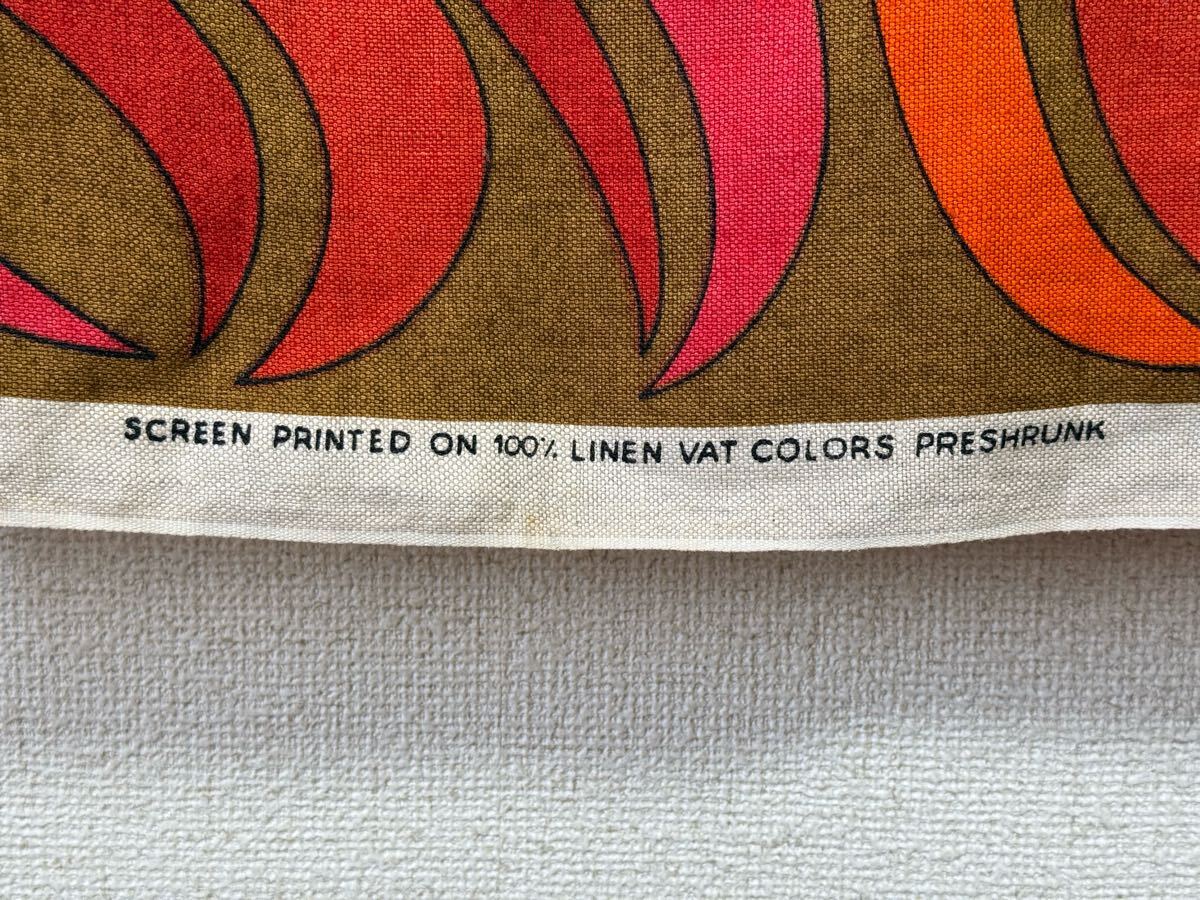 SCREEN PRINTED ON 100% LINEN VAT COLORS PRESHRUNK